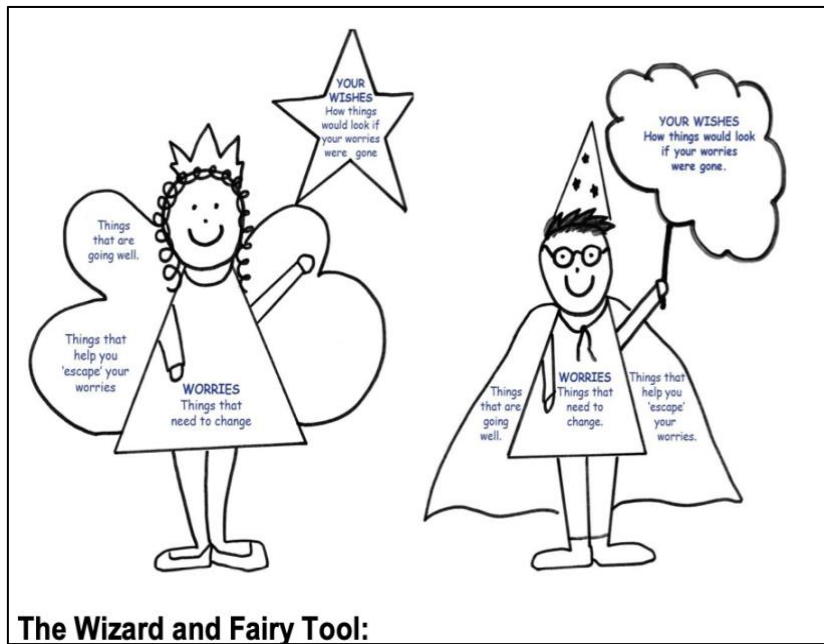 YOUR
WISHES
How things
would look if
your worries
were gone
Things
that are
going well.
Things that
help you
'escape' your
worries
WORRIES
Things that
need to change
YOUR WISHES
How things would look
if your worries
were gone.
Things
that are
going
well.
WORRIES
Things that
need to
change.
Things that
help you
'escape'
your
worries.
The Wizard and Fairy Tool: